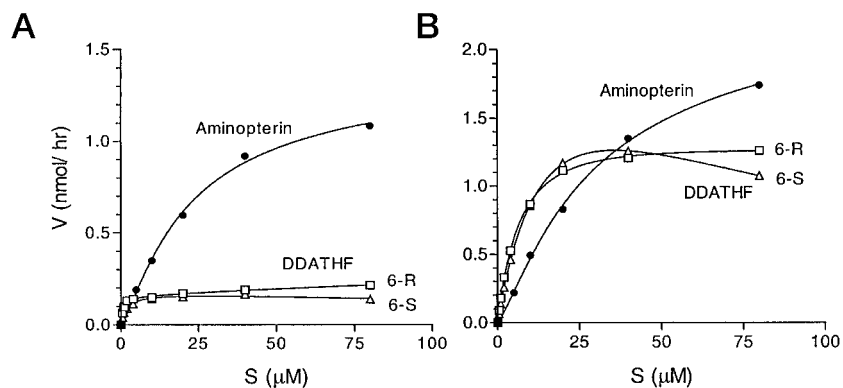 A
B
1.5
1.0
0.5
0.0
V (nmol/ hr)
Aminopterin
DDATHF
6-R
6-S
0 25 50 75 100
S (μM)
2.0
1.5
1.0
0.5
0.0
Aminopterin
6-R
6-S
DDATHF
0 25 50 75 100
S (μM)